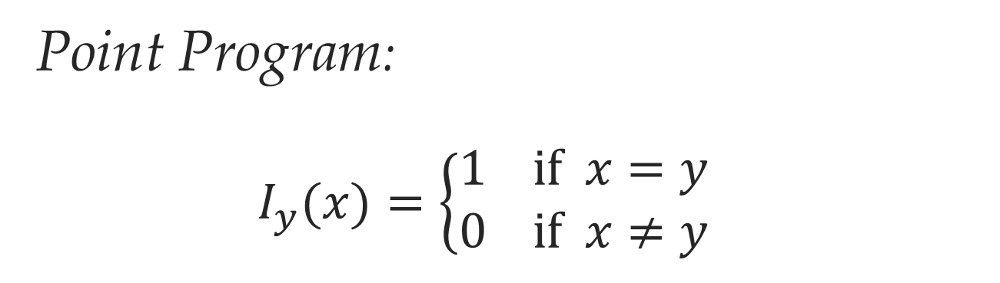 Point Program:
I_y(x) = { 1 if x = y
0 if x ≠ y